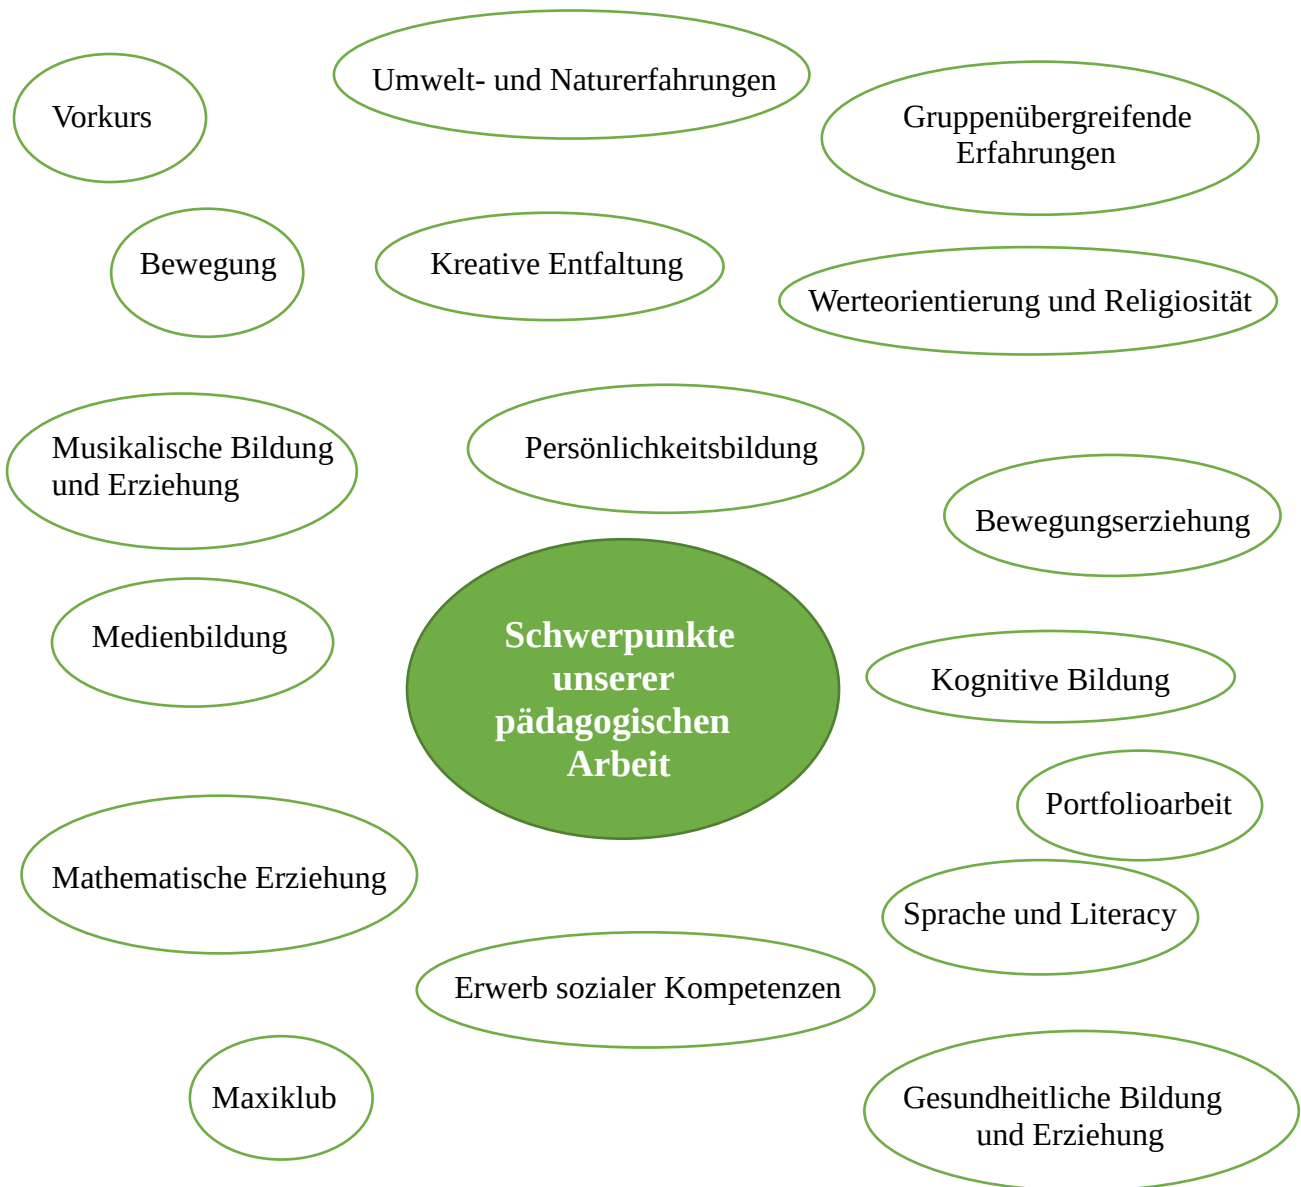 Umwelt- und Naturerfahrungen
Vorkurs
Gruppenübergreifende
Erfahrungen
Bewegung
Kreative Entfaltung
Werteorientierung und Religiosität
Musikalische Bildung
und Erziehung
Persönlichkeitsbildung
Bewegungserziehung
Medienbildung
Schwerpunkte
unserer
pädagogischen
Arbeit
Kognitive Bildung
Portfolioarbeit
Mathematische Erziehung
Sprache und Literacy
Erwerb sozialer Kompetenzen
Maxiklub
Gesundheitliche Bildung
und Erziehung